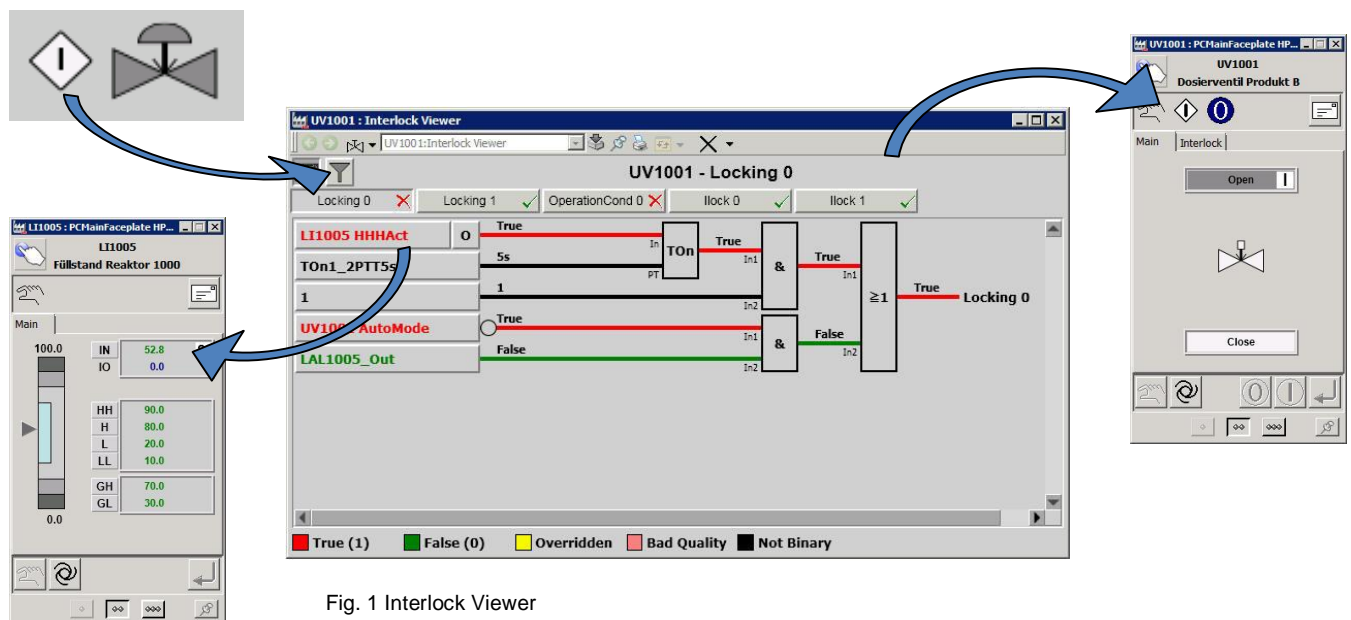 I
UV1001 : PCMainFaceplate HP...
UV1001
Dosierventil Produkt B
Main
Interlock
Open
Close
UV1001 : Interlock Viewer
UV1001:Interlock Viewer
UV1001 - Locking 0
Locking 0
Locking 1
OperationCond 0
Ilock 0
Ilock 1
LI1005 HHHAct
O
True
In
TOn
True
In1
&
True
In1
≥1
True
Locking 0
TOn1_2PTT5s
5s
PT
1
1
In2
UV1001 AutoMode
True
In1
&
False
In2
LAL1005_Out
False
In2
True (1)
False (0)
Overridden
Bad Quality
Not Binary
LI1005 : PCMainFaceplate HP...
LI1005
Füllstand Reaktor 1000
Main
100.0
IN 52.8
IO 0.0
HH 90.0
H 80.0
L 20.0
LL 10.0
GH 70.0
GL 30.0
0.0
Fig. 1 Interlock Viewer